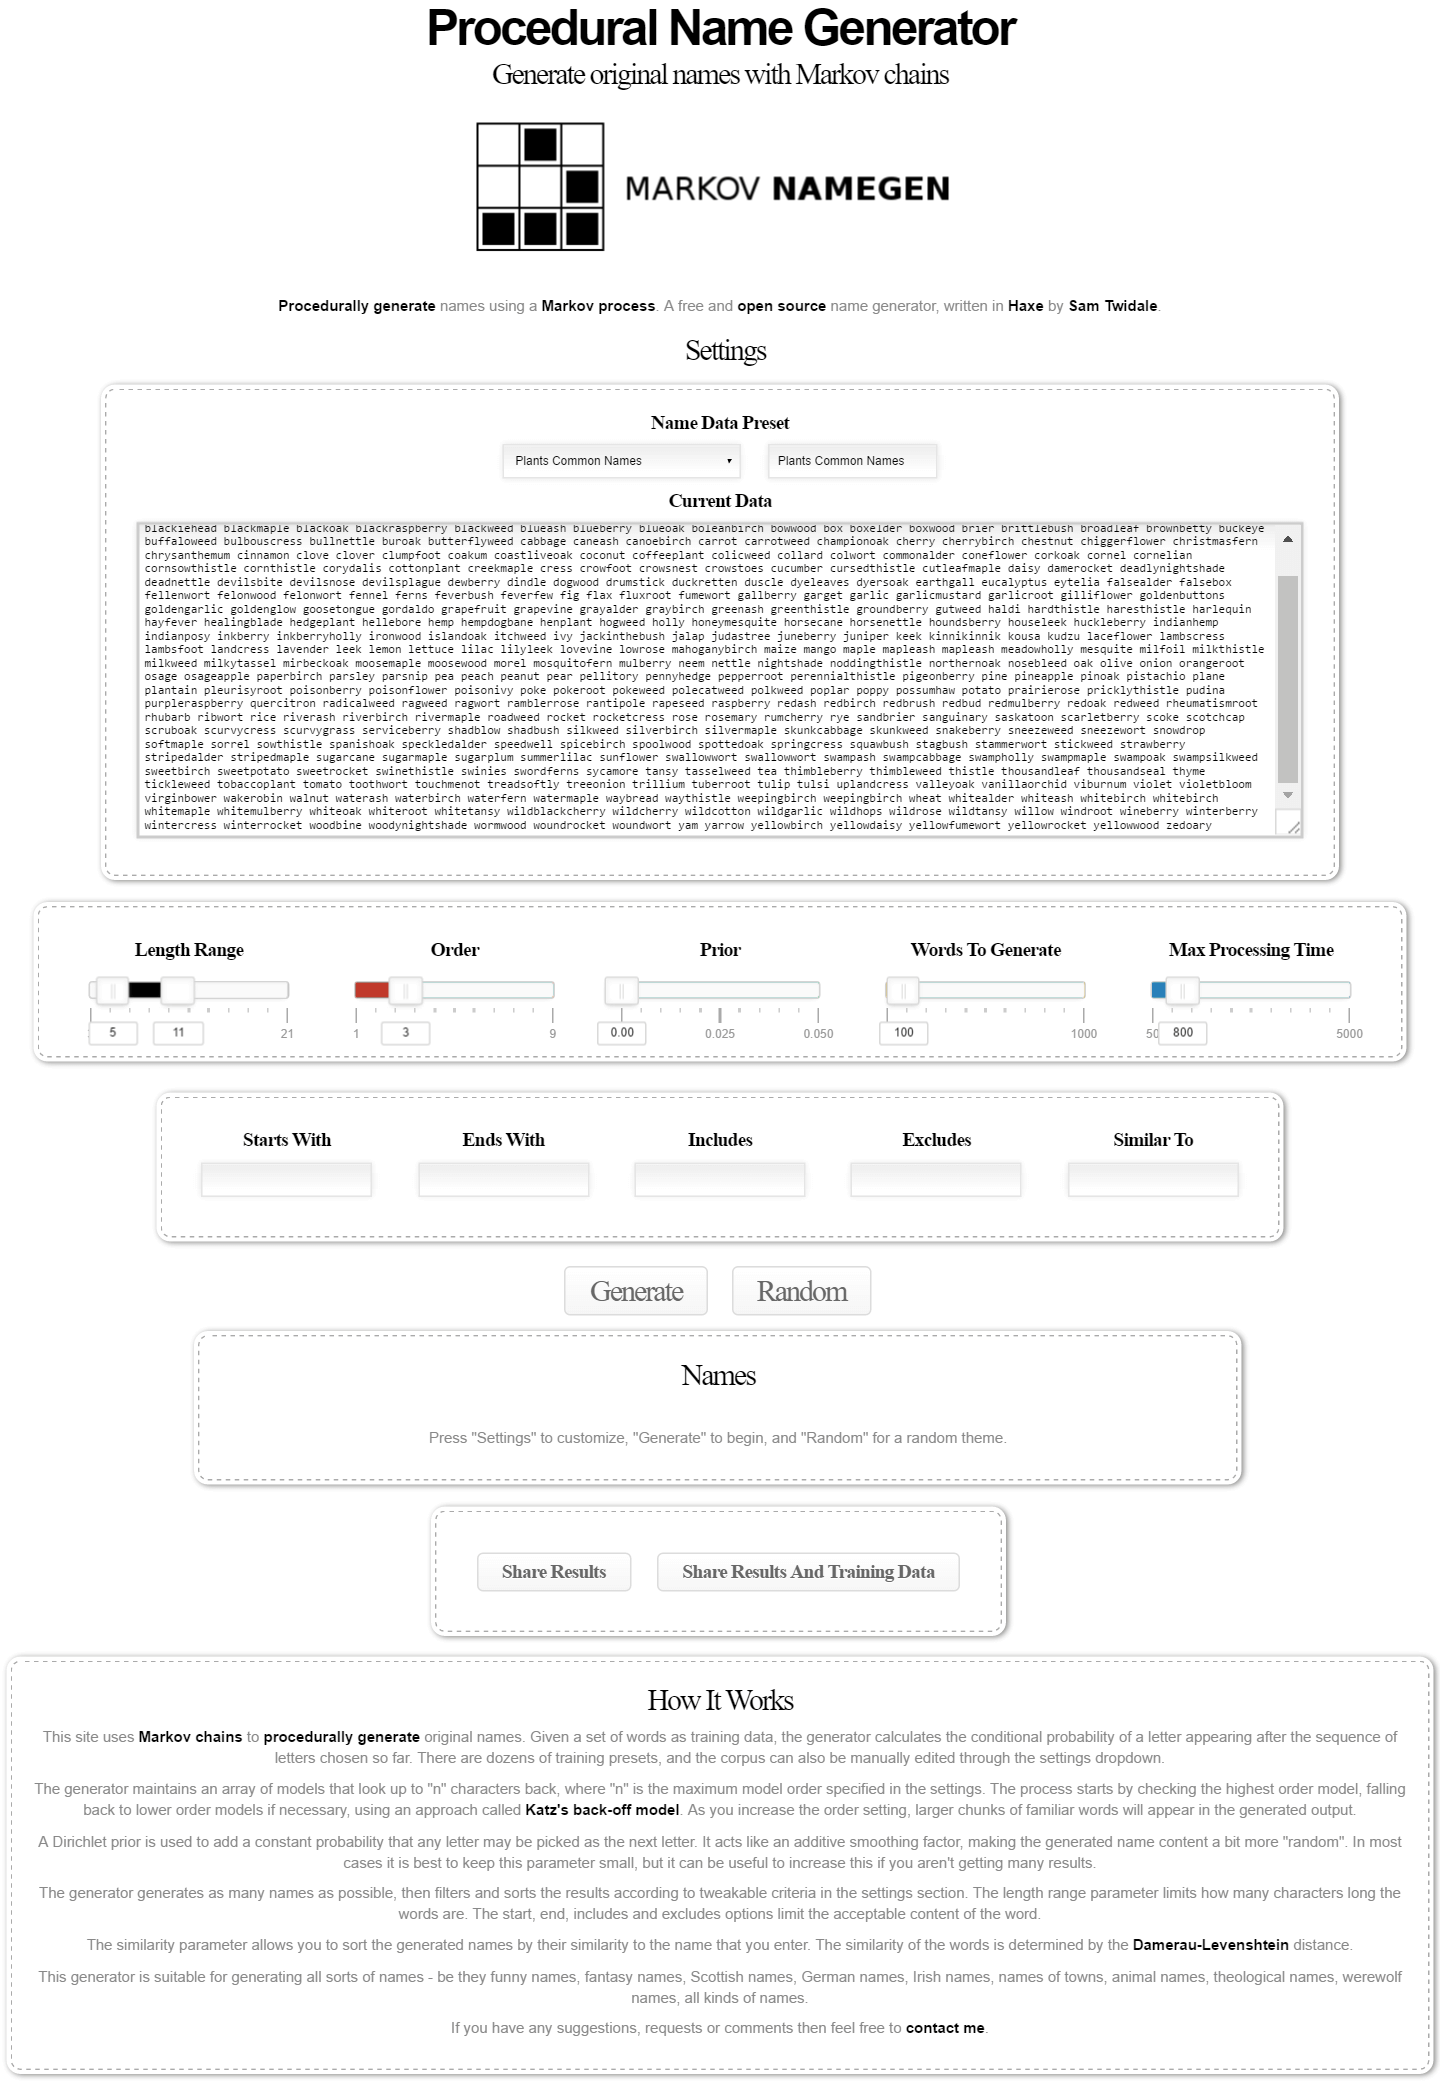 Procedural Name Generator
Generate original names with Markov chains
MARKOV NAMEGEN
Procedurally generate names using a Markov process. A free and open source name generator, written in Haxe by Sam Twidale.
Settings
Name Data Preset
Plants Common Names Plants Common Names
Current Data
blackiehead blackmaple blackoak blackraspberry blackweed blueash blueberry blueoak boleanbirch bowwood box boxelder boxwood brier brittlebush broadleaf brownbetty buckeye
buffaloweed bulbouscress bullnettle buroak butterflyweed cabbage caneash canoebirch carrot carrotweed championoak cherry cherrybirch chestnut chiggerflower christmasfern
chrysanthemum cinnamon clove clover clumpfoot coakum coastliveoak coconut coffeeplant colicweed collard colwort commonalder coneflower corkoak cornel cornelian
cornsowthistle cornthistle corydalis cottonplant creekmaple cress crowfoot crowsnest crowstoes cucumber cursedthistle cutleafmaple daisy damerocket deadlynightshade
deadnettle devilsbite devilsnose devilsplague dewberry dindle dogwood drumstick duckretten duscle dyeleaves dyersoak earthgall eucalyptus eytelia falsealder falsebox
fellenwort felonwood felonwort fennel ferns feverbush feverfew fig flax fluxroot fumewort gallberry garget garlic garlicmustard garlicroot gilliflower goldenbuttons
goldengarlic goldenglow goosetongue gordaldo grapefruit grapevine grayalder graybirch greenash greenthistle groundberry gutweed haldi hardthistle haresthistle harlequin
hayfever healingblade hedgeplant hellebore hemp hempdogbane henplant hogweed holly honeymesquite horsecane horsenettle houndsberry houseleek huckleberry indianhemp
indianposy inkberry inkberryholly ironwood islandoak itchweed ivy jackinthebush jalap judastree juneberry juniper keek kinnikinnik kousa kudzu laceflower lambscress
lambsfoot landcress lavender leek lemon lettuce lilac lilyleek lovevine lowrose mahoganybirch maize mango maple mapleash mapleash meadowholly mesquite milfoil milkthistle
milkweed milkytassel mirbeckoak moosemaple moosewood morel mosquitofern mulberry neem nettle nightshade noddingthistle northernoak nosebleed oak olive onion orangeroot
osage osageapple paperbirch parsley parsnip pea peach peanut pear pellitory pennyhedge pepperroot perennialthistle pigeonberry pine pineapple pinoak pistachio plane
plantain pleurisyroot poisonberry poisonflower poisonivy poke pokeroot pokeweed polecatweed polkweed poplar poppy possumhaw potato prairierose pricklythistle pudina
purpleraspberry quercitron radicalweed ragweed ragwort ramblerrose rantipole rapeseed raspberry redash redbirch redbrush redbud redmulberry redoak redweed rheumatismroot
rhubarb ribwort rice riverash riverbirch rivermaple roadweed rocket rocketcress rose rosemary rumcherry rye sandbrier sanguinary saskatoon scarletberry scoke scotchcap
scruboak scurvycress scurvygrass serviceberry shadblow shadbush silkweed silverbirch silvermaple skunkcabbage skunkweed snakeberry sneezeweed sneezewort snowdrop
softmaple sorrel sowthistle spanishoak speckledalder speedwell spicebirch spoolwood spottedoak springcress squawbush stagbush stammerwort stickweed strawberry
stripedalder stripedmaple sugarcane sugarmaple sugarplum summerlilac sunflower swallowwort swallowwort swampash swampcabbage swampholly swampmaple swampoak swampsilkweed
sweetbirch sweetpotato sweetrocket swinethistle swinies swordferns sycamore tansy tasselweed tea thimbleberry thimbleweed thistle thousandleaf thousandseal thyme
tickleweed tobaccoplant tomato toothwort touchmenot treadsoftly treeonion trillium tuberroot tulip tulsi uplandcress valleyoak vanillaorchid viburnum violet violetbloom
virginbower wakerobin walnut waterash waterbirch waterfern watermaple waybread waythistle weepingbirch weepingbirch wheat whitealder whiteash whitebirch whitebirch
whitemaple whitemulberry whiteoak whiteroot whitetansy wildblackcherry wildcherry wildcotton wildgarlic wildhops wildrose wildtansy willow windroot wineberry winterberry
wintercress winterrocket woodbine woodynightshade wormwood woundrocket woundwort yam yarrow yellowbirch yellowdaisy yellowfumewort yellowrocket yellowwood zedoary
Length Range Order Prior Words To Generate Max Processing Time
5 11 21 1 3 9 0.00 0.025 0.050 100 1000 50 800 5000
Starts With Ends With Includes Excludes Similar To
Generate Random
Names
Press "Settings" to customize, "Generate" to begin, and "Random" for a random theme.
Share Results Share Results And Training Data
How It Works
This site uses Markov chains to procedurally generate original names. Given a set of words as training data, the generator calculates the conditional probability of a letter appearing after the sequence of
letters chosen so far. There are dozens of training presets, and the corpus can also be manually edited through the settings dropdown.
The generator maintains an array of models that look up to "n" characters back, where "n" is the maximum model order specified in the settings. The process starts by checking the highest order model, falling
back to lower order models if necessary, using an approach called Katz's back-off model. As you increase the order setting, larger chunks of familiar words will appear in the generated output.
A Dirichlet prior is used to add a constant probability that any letter may be picked as the next letter. It acts like an additive smoothing factor, making the generated name content a bit more "random". In most
cases it is best to keep this parameter small, but it can be useful to increase this if you aren't getting many results.
The generator generates as many names as possible, then filters and sorts the results according to tweakable criteria in the settings section. The length range parameter limits how many characters long the
words are. The start, end, includes and excludes options limit the acceptable content of the word.
The similarity parameter allows you to sort the generated names by their similarity to the name that you enter. The similarity of the words is determined by the Damerau-Levenshtein distance.
This generator is suitable for generating all sorts of names - be they funny names, fantasy names, Scottish names, German names, Irish names, names of towns, animal names, theological names, werewolf
names, all kinds of names.
If you have any suggestions, requests or comments then feel free to contact me.